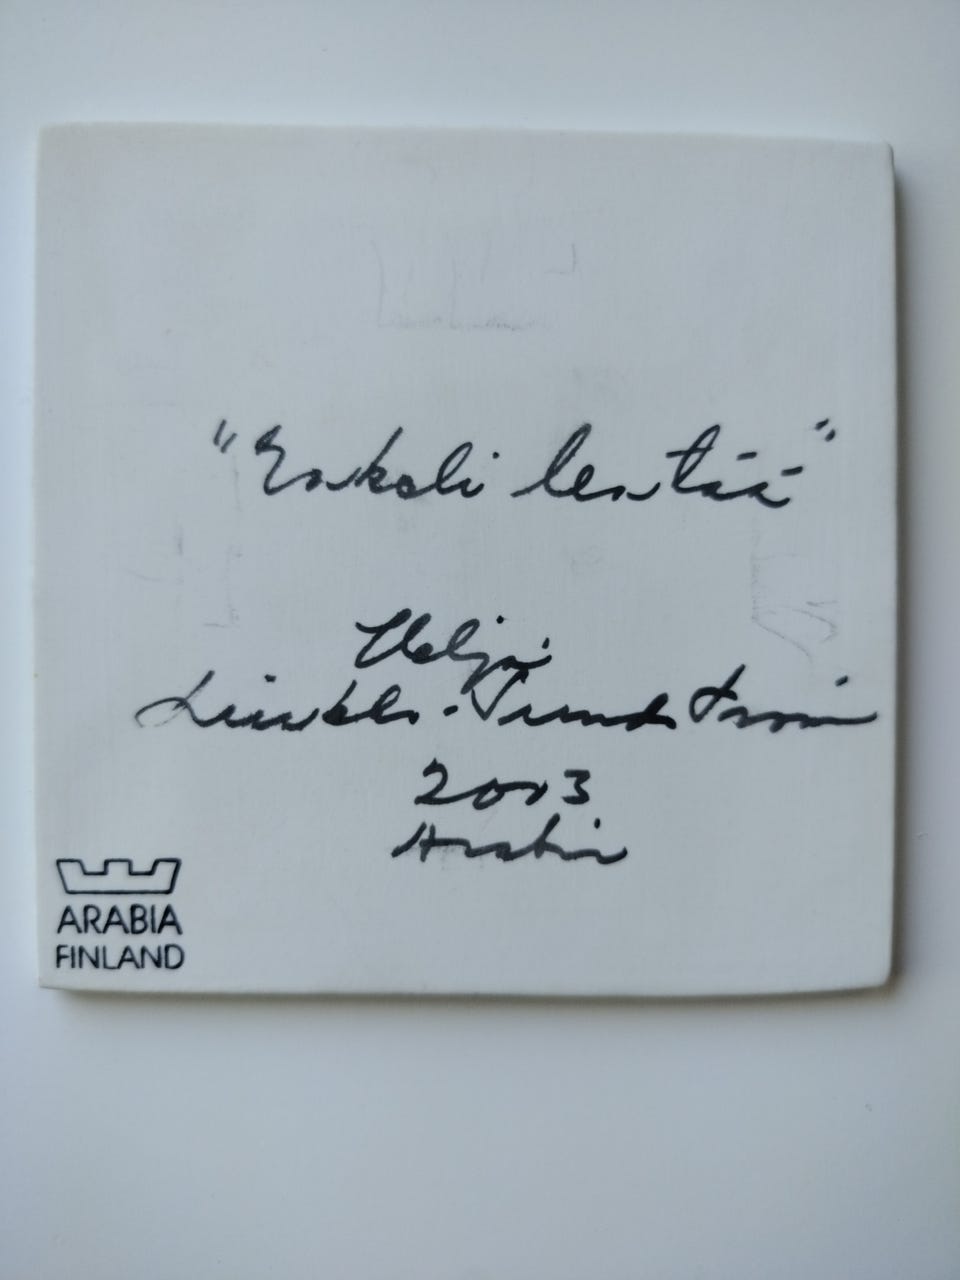 "Enkeli lentää"
Heljä
Liukko-Sundström
2003
Arabia
ARABIA
FINLAND